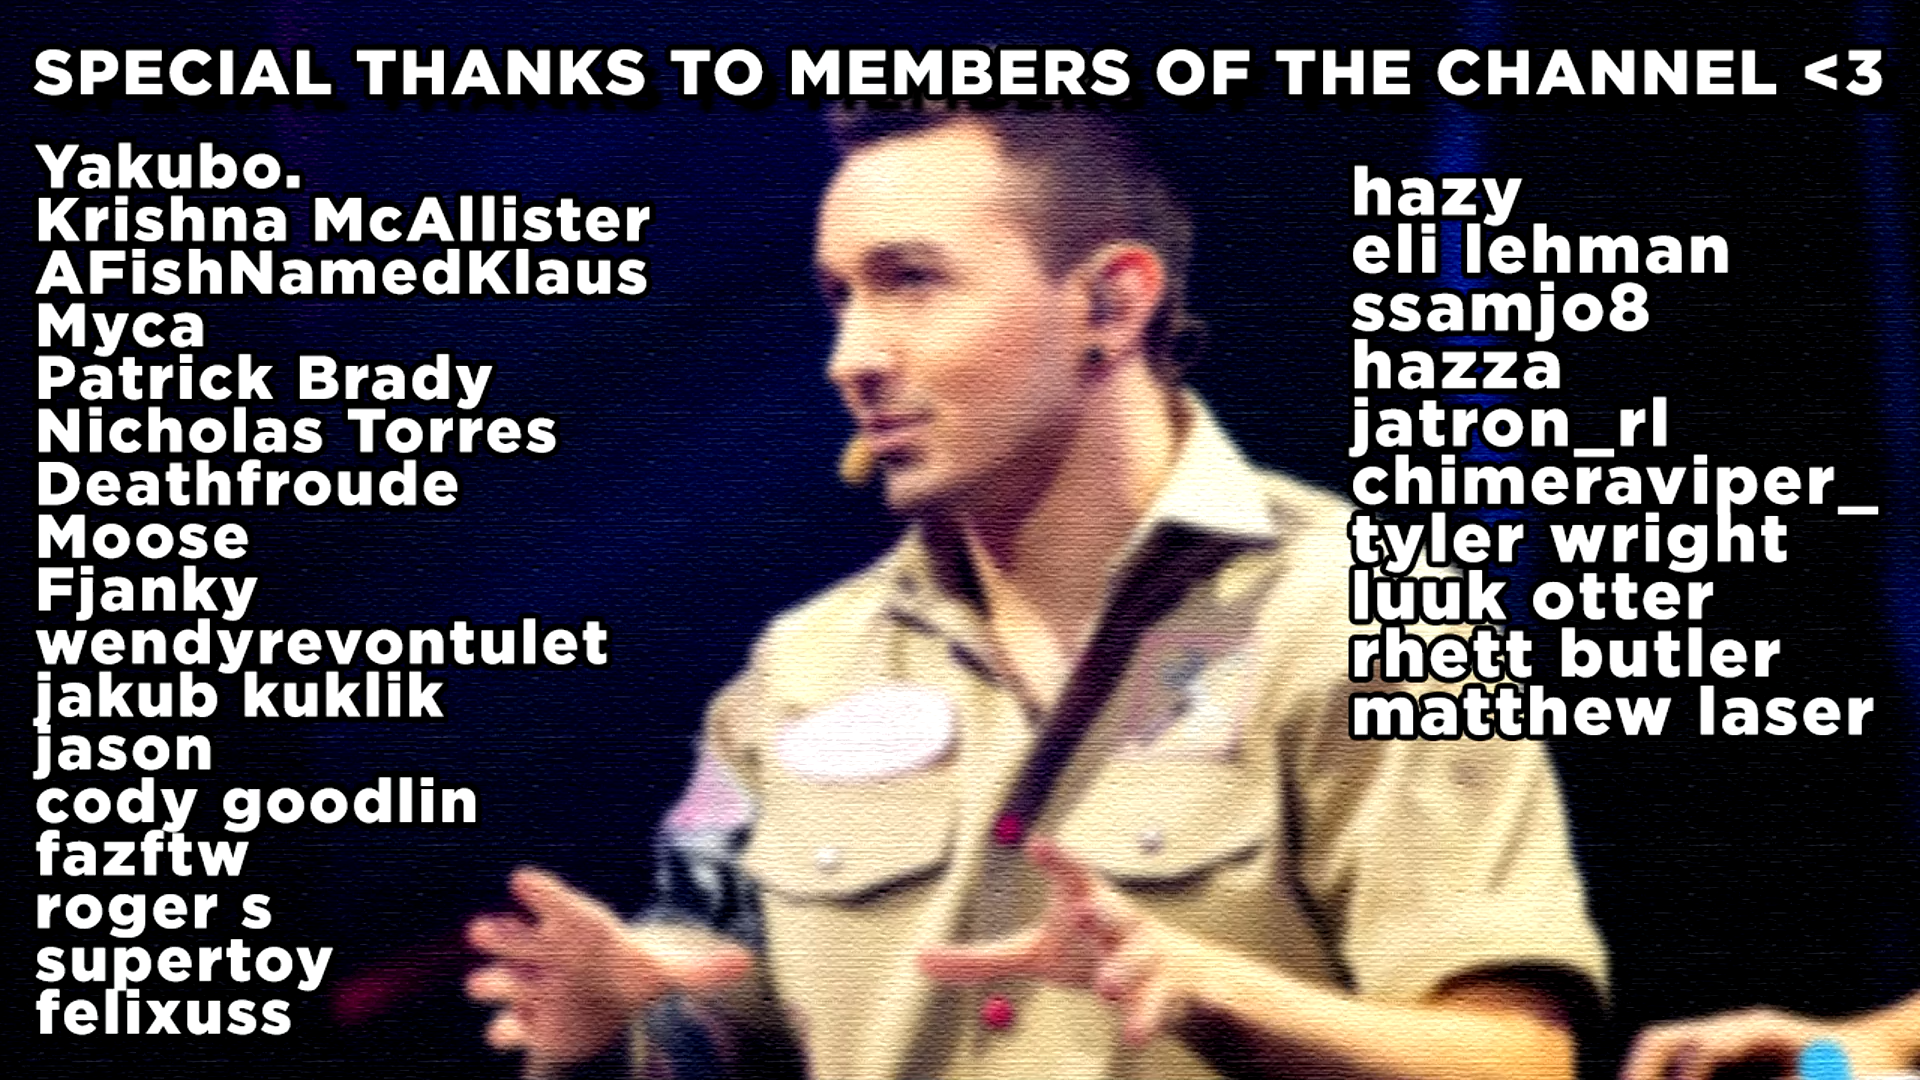 SPECIAL THANKS TO MEMBERS OF THE CHANNEL <3
Yakubo.
Krishna McAllister
AFishNamedKlaus
Myca
Patrick Brady
Nicholas Torres
Deathfroude
Moose
Fjanky
wendyrevontulet
jakub kuklik
jason
cody goodlin
fazftw
roger s
supertoy
felixuss
hazy
eli lehman
ssamjo8
hazza
jatron_rl
chimeraviper_
tyler wright
luuk otter
rhett butler
matthew laser